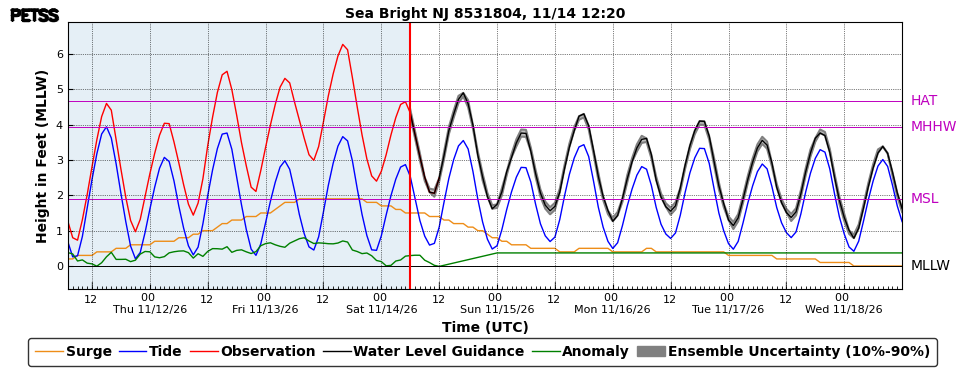 PETSS
Sea Bright NJ 8531804, 11/14 12:20
Height in Feet (MLLW)
6
5
4
3
2
1
0
HAT
MHHW
MSL
MLLW
12 00 12 00 12 00 12 00 12 00 12 00 12 00
Thu 11/12/26 Fri 11/13/26 Sat 11/14/26 Sun 11/15/26 Mon 11/16/26 Tue 11/17/26 Wed 11/18/26
Time (UTC)
Surge Tide Observation Water Level Guidance Anomaly Ensemble Uncertainty (10%-90%)